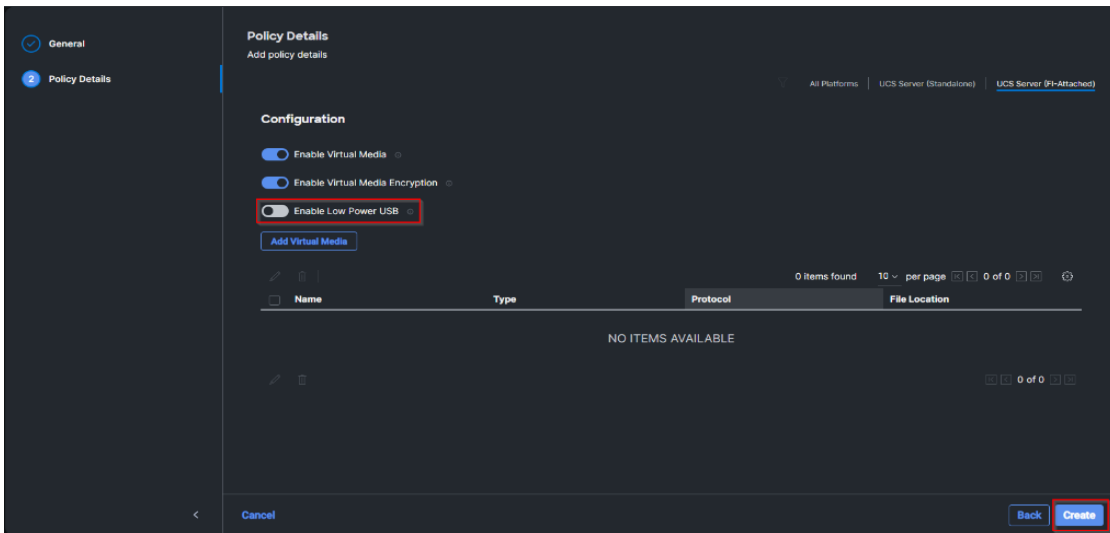 General
2 Policy Details
Policy Details
Add policy details
All Platforms | UCS Server (Standalone) | UCS Server (FI-Attached)
Configuration
Enable Virtual Media
Enable Virtual Media Encryption
Enable Low Power USB
Add Virtual Media
0 items found 10 per page 0 of 0
Name Type Protocol File Location
NO ITEMS AVAILABLE
0 of 0
Cancel Back Create